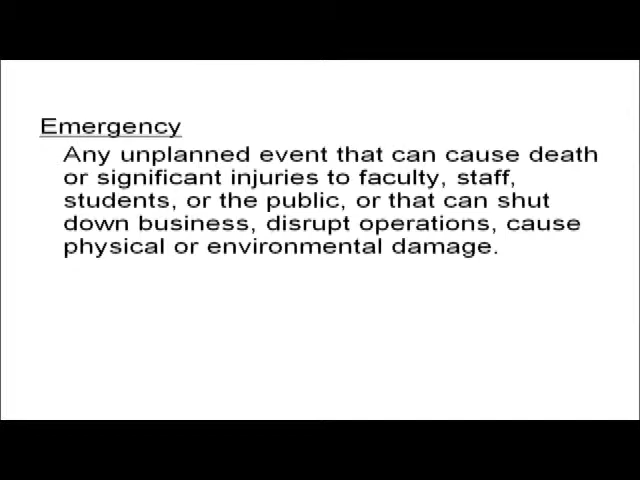 Emergency
Any unplanned event that can cause death
or significant injuries to faculty, staff,
students, or the public, or that can shut
down business, disrupt operations, cause
physical or environmental damage.